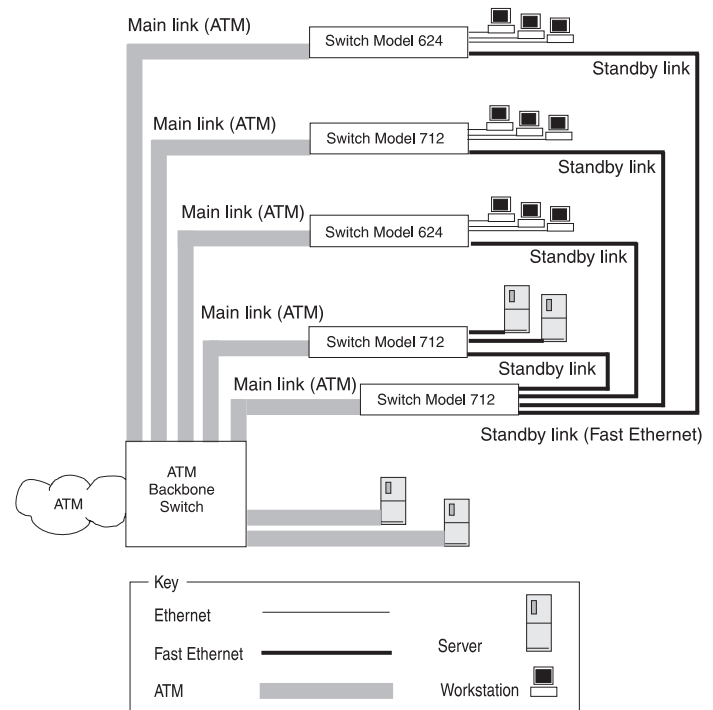 Main link (ATM)
Switch Model 624
Standby link
Main link (ATM)
Switch Model 712
Standby link
Main link (ATM)
Switch Model 624
Standby link
Main link (ATM)
Switch Model 712
Standby link
Main link (ATM)
Switch Model 712
Standby link (Fast Ethernet)
ATM
Backbone
Switch
ATM
Key
Ethernet
Fast Ethernet
Server
ATM
Workstation